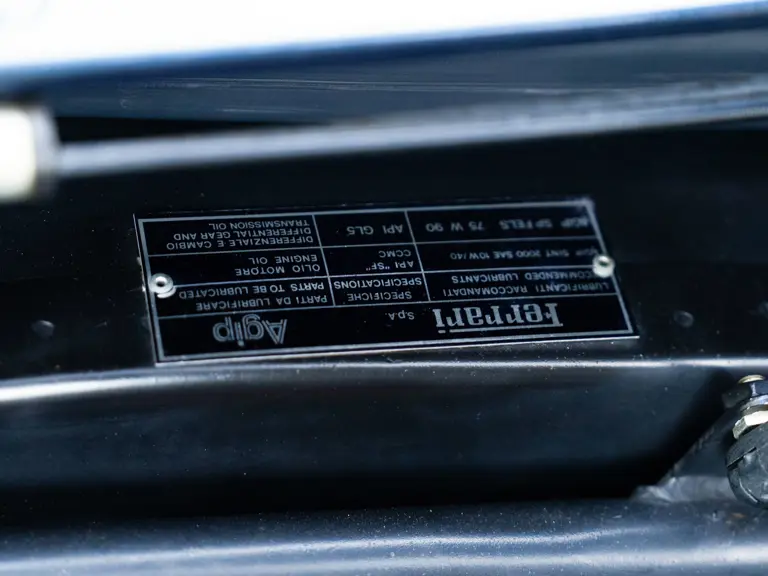 Ferrari S.p.A. Agip
LUBRIFICANTI RACCOMANDATI
COMMENDED LUBRICANTS
SPECIFICHE
SPECIFICATIONS
PARTI DA LUBRIFICARE
PARTS TO BE LUBRICATED
SINT 2000 SAE 10W/40
API "SF"
CCMC
OLIO MOTORE
ENGINE OIL
AGIP SP FELS 75 W 90
API GL5
DIFFERENZIALE E CAMBIO
DIFFERENTIAL GEAR AND
TRANSMISSION OIL